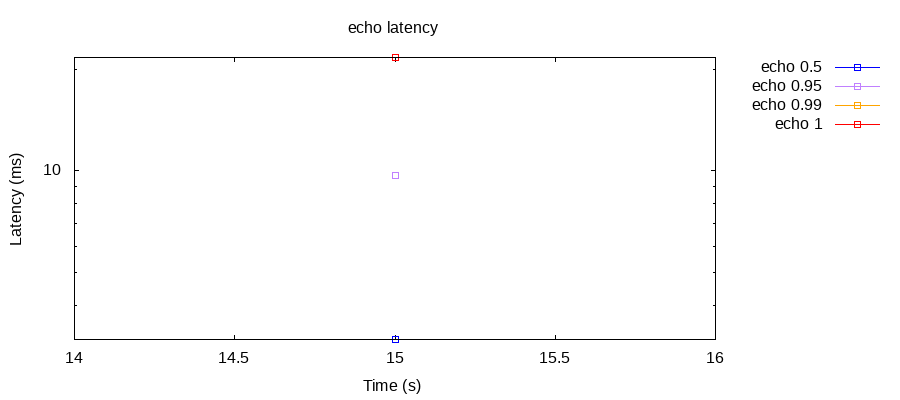 echo latency
echo 0.5
echo 0.95
echo 0.99
echo 1
Latency (ms)
10
14 14.5 15 15.5 16
Time (s)